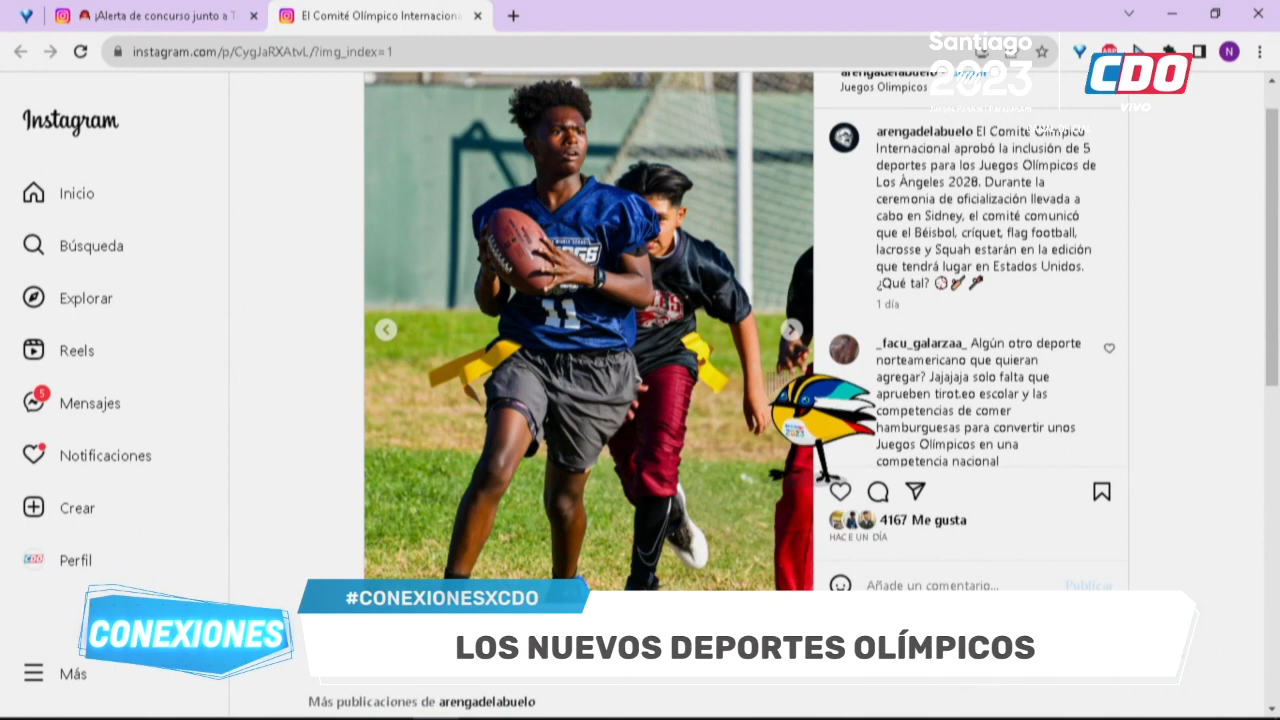 ¡Alerta de concurso junto a T
El Comité Olímpico Internaciona
instagram.com/p/CygJaRXAtvL/?img_index=1
N
Santiago
2023
CDO
VIVO
Instagram
Inicio
Búsqueda
Explorar
Reels
5
Mensajes
Notificaciones
Crear
CDO
Perfil
Más
11
arengadelabuelo
Juegos Olimpicos
arengadelabuelo El Comité Olímpico
Internacional aprobó la inclusión de 5
deportes para los Juegos Olímpicos de
Los Ángeles 2028. Durante la
ceremonia de oficialización llevada a
cabo en Sidney, el comité comunicó
que el Béisbol, críquet, flag football,
lacrosse y Squah estarán en la edición
que tendrá lugar en Estados Unidos.
¿Qué tal?
1 día
_facu_galarzaa_ Algún otro deporte
norteamericano que quieran
agregar? Jajajaja solo falta que
aprueben tirot.eo escolar y las
competencias de comer
hamburguesas para convertir unos
Juegos Olímpicos en una
competencia nacional
4167 Me gusta
HACE UN DÍA
Añade un comentario...
Publicar
#CONEXIONESXCDO
CONEXIONES
LOS NUEVOS DEPORTES OLÍMPICOS
Más publicaciones de arengadelabuelo